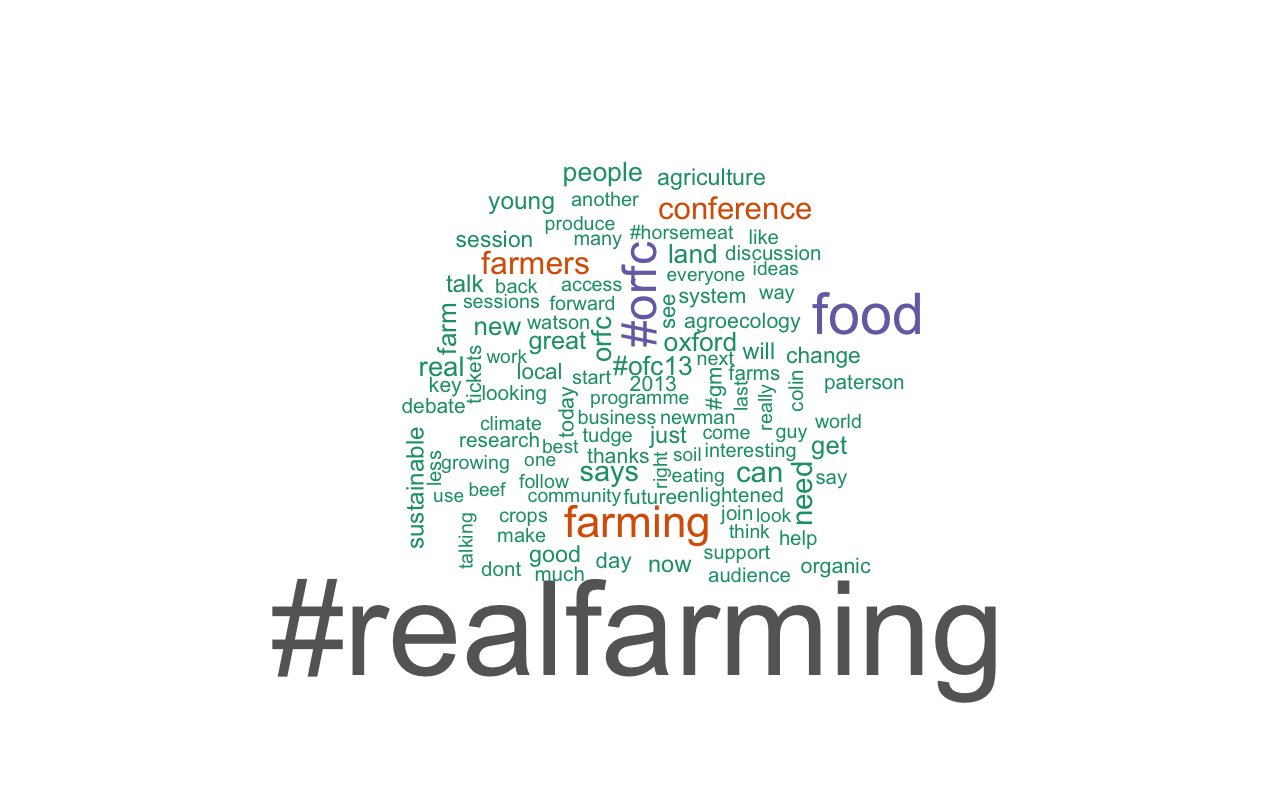 people
agriculture
young
another
conference
produce
session
many
#horsemeat
like
farmers
#orfc
land
discussion
talk
back
access
everyone
ideas
sessions
forward
see
system
way
food
farm
new
watson
orfc
agroecology
great
oxford
real
work
#ofc13
next
will
change
key
tickets
local
start
2013
#gm
farms
paterson
looking
today
programme
last
really
colin
debate
business
newman
climate
tudge
just
come
guy
world
research
best
thanks
soil
interesting
get
sustainable
less
growing
one
says
right
eating
can
need
say
use
beef
follow
community
future
enlightened
crops
farming
join
look
make
think
help
talking
good
day
now
support
organic
dont
much
audience
#realfarming